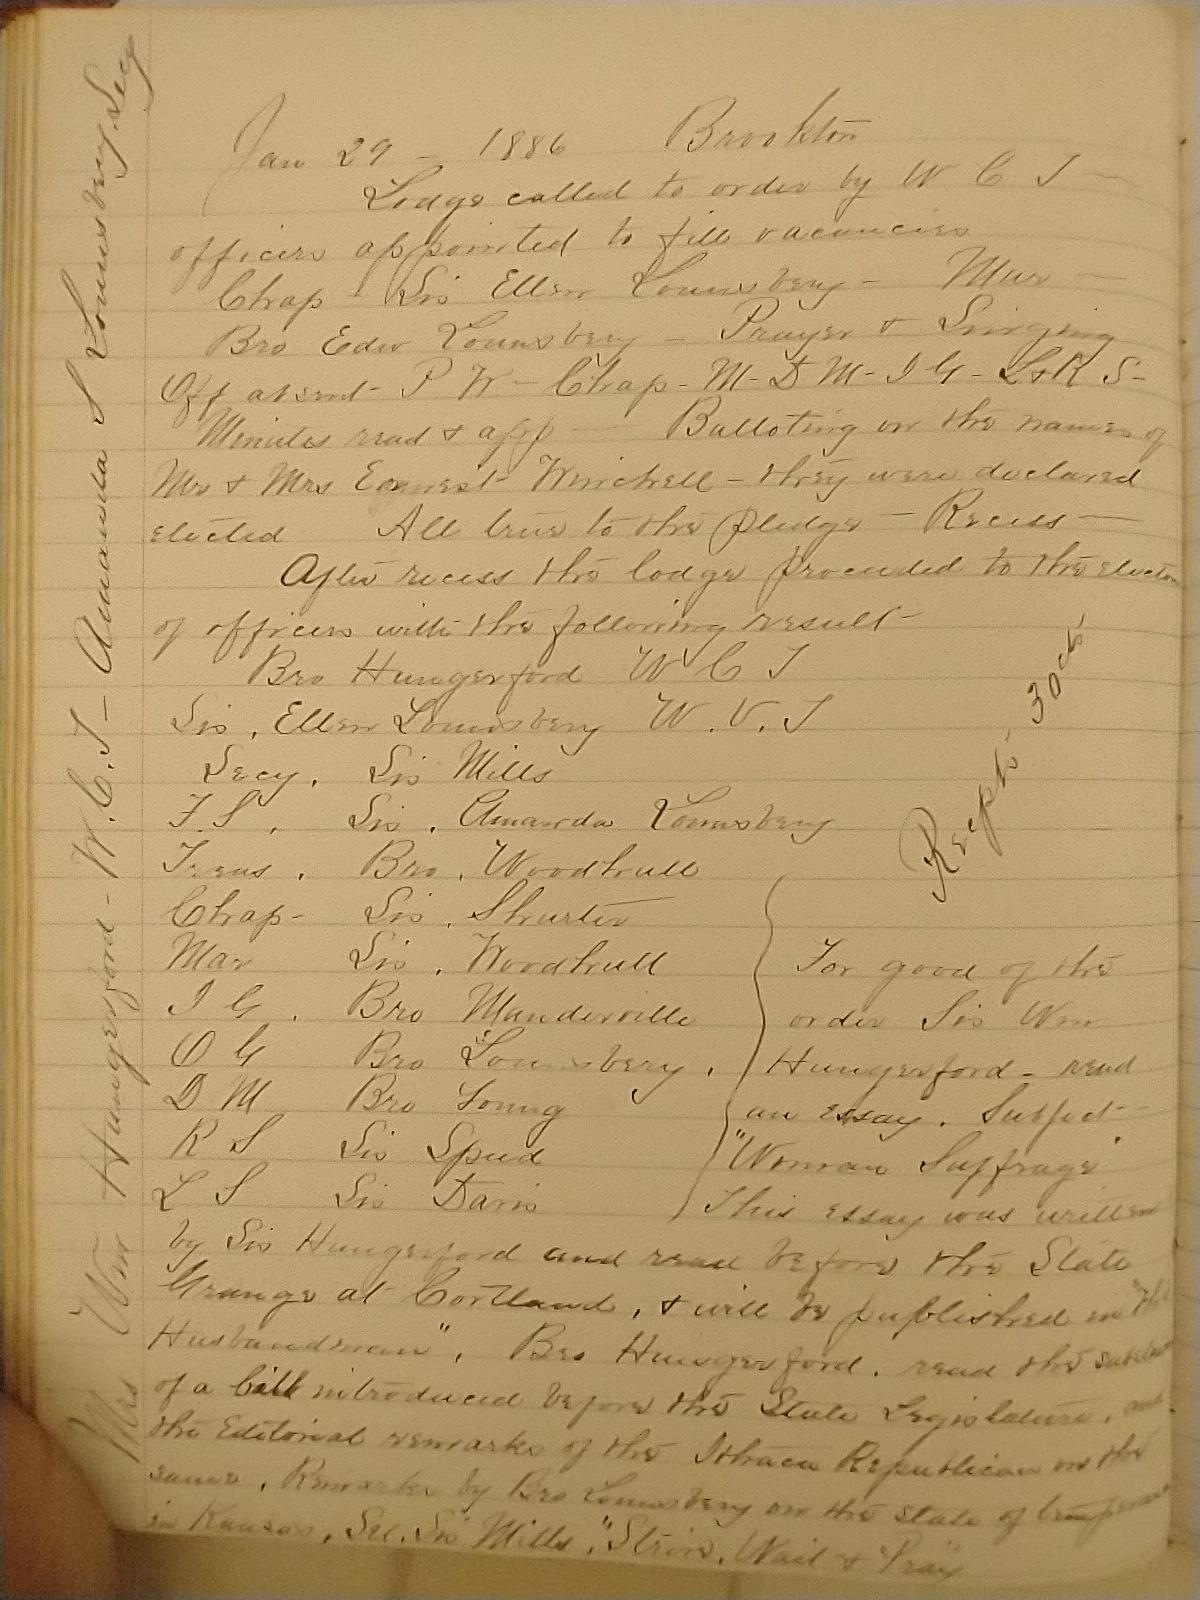 Jan 29 - 1886 Brookton
Lodge called to order by W C T -
officers appointed to fill vacancies
Chap - Sis Ellen Lounsbery - Mar -
Bro Edw Lounsbery - Prayer & Singing
Off absent P W - Chap - M - D M - I G - L & R S -
Minutes read & app - Balloting on the names of
Mr & Mrs Earnest Winchell - they were declared
elected All true to the pledge - Recess -
After recess the lodge proceeded to the election
of officers with the following result -
Bro Hungerford W C T
Sis. Ellen Lounsbery W. V. T
Secy. Sis Mills
F. S. Sis. Amanda Lounsbery
Treas. Bro. Woodhull
Chap - Sis. Shurter
Mar Sis. Woodhull
I G. Bro Manderville
O G Bro Lounsbery.
D M Bro Young
R S Sis Speed
L S Sis Davis
Recpts 30 cts.
For good of the
order Sis Wm
Hungerford - read
an essay. Subject -
"Woman Suffrage"
This essay was written
by Sis Hungerford and read before the State
Grange at Cortland, & will be published in "The
Husbandman". Bro Hungerford. read the
of a bill introduced before the State Legislature, and
the Editorial remarks of the Ithaca Republican on the
same. Remarks by Bro Lounsbery on the state of temperance
in Kansas, Sel. Sis Mills, "Strive, Wait & Pray"
Mrs Wm Hungerford - W. C. T - Amanda S Lounsbery, Secy